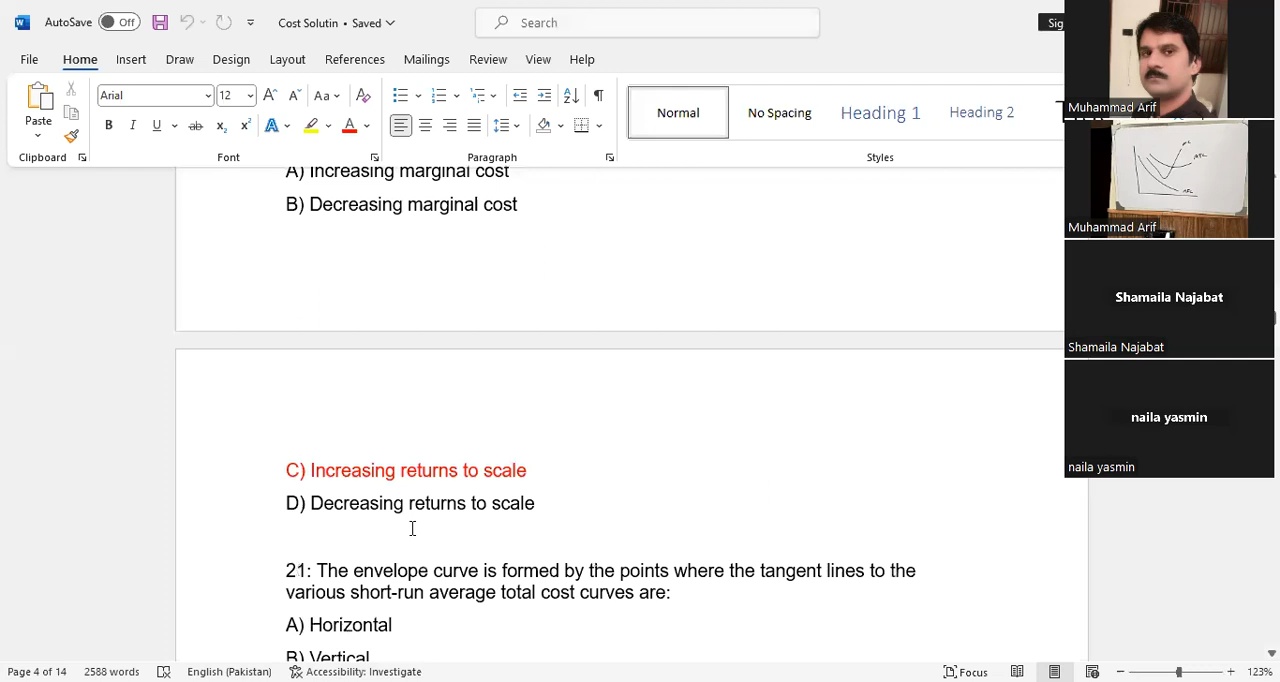 AutoSave Off Cost Solutin • Saved Search Sig
File Home Insert Draw Design Layout References Mailings Review View Help
Paste Arial 12 Aa Normal No Spacing Heading 1 Heading 2
Clipboard Font Paragraph Styles
A) Increasing marginal cost
B) Decreasing marginal cost
C) Increasing returns to scale
D) Decreasing returns to scale
21: The envelope curve is formed by the points where the tangent lines to the
various short-run average total cost curves are:
A) Horizontal
B) Vertical
Page 4 of 14 2588 words English (Pakistan) Accessibility: Investigate Focus 123%
Muhammad Arif
Muhammad Arif
Shamaila Najabat
Shamaila Najabat
naila yasmin
naila yasmin